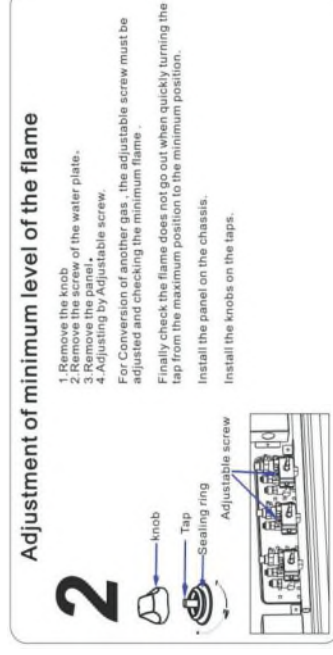 Adjustment of minimum level of the flame
2
1.Remove the knob
2.Remove the screw of the water plate.
3.Remove the panel.
4.Adjusting by Adjustable screw.
For Conversion of another gas , the adjustable screw must be
adjusted and checking the minimum flame .
Finally check the flame does not go out when quickly turning the
tap from the maximum position to the minimum position.
Install the panel on the chassis.
Install the knobs on the taps.
knob
Tap
Sealing ring
Adjustable screw